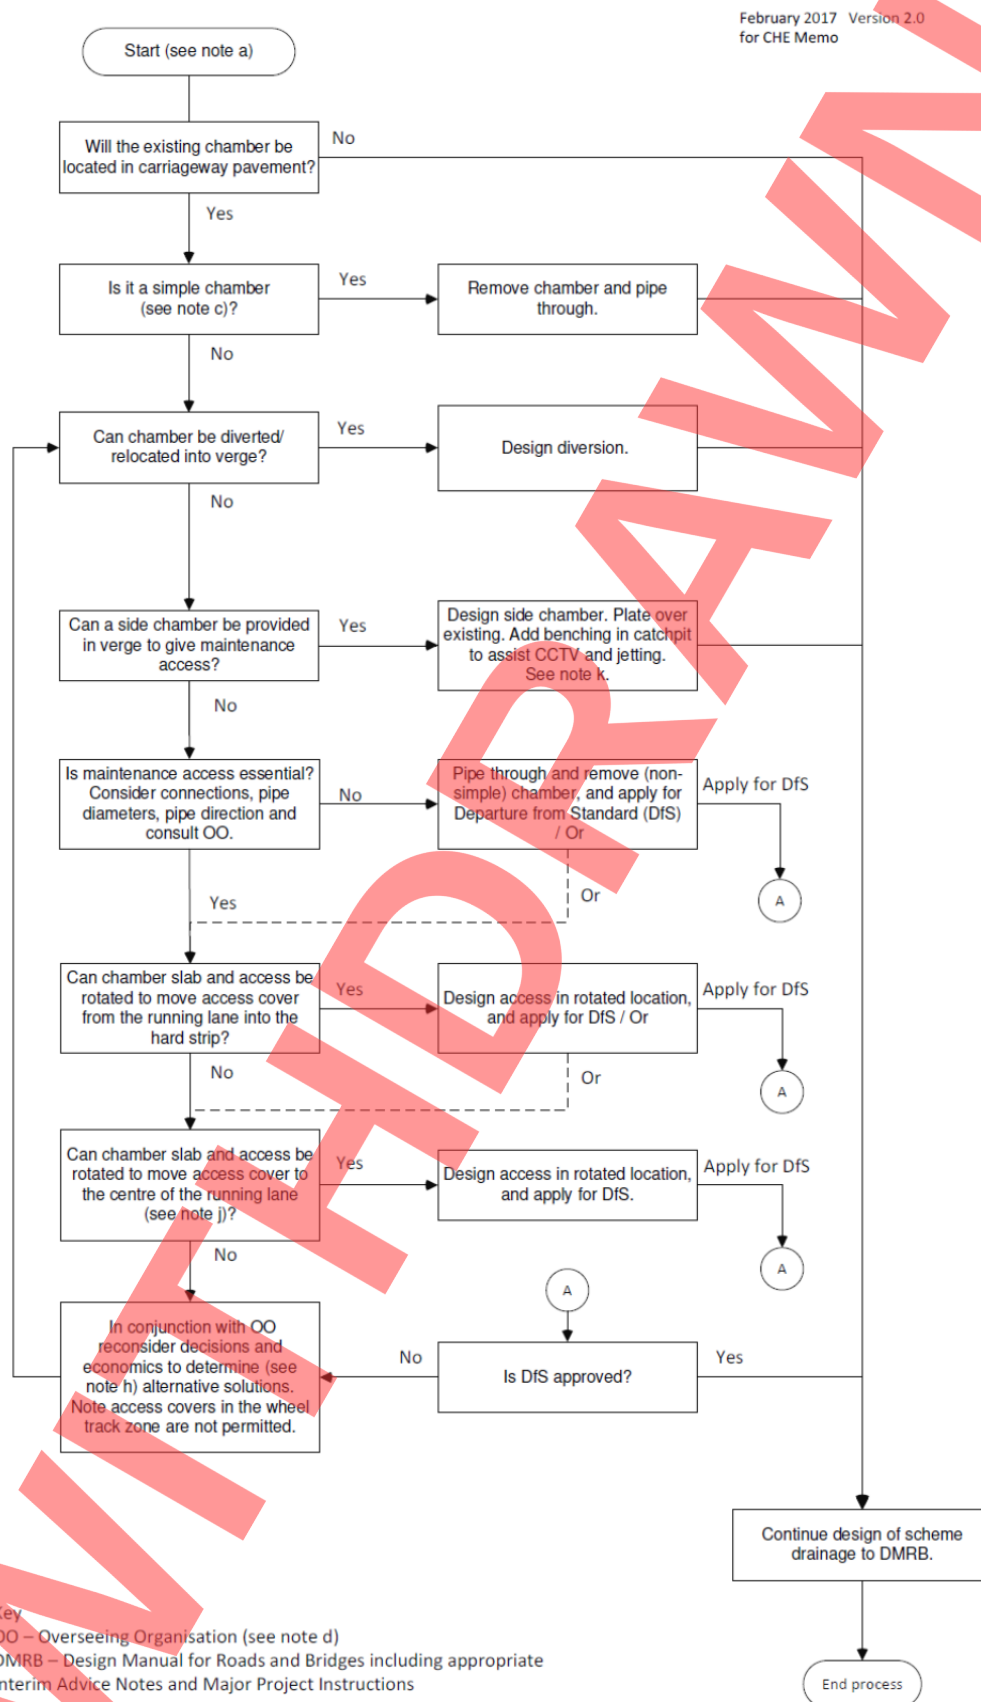 February 2017 Version 2.0
for CHE Memo
Start (see note a)
Will the existing chamber be
located in carriageway pavement?
No
Yes
Is it a simple chamber
(see note c)?
Yes
Remove chamber and pipe
through.
No
Can chamber be diverted/
relocated into verge?
Yes
Design diversion.
No
Can a side chamber be provided
in verge to give maintenance
access?
Yes
Design side chamber. Plate over
existing. Add benching in catchpit
to assist CCTV and jetting.
See note k.
No
Is maintenance access essential?
Consider connections, pipe
diameters, pipe direction and
consult OO.
No
Pipe through and remove (non-
simple) chamber, and apply for
Departure from Standard (DfS)
/ Or
Apply for DfS
A
Or
Yes
Can chamber slab and access be
rotated to move access cover
from the running lane into the
hard strip?
Yes
Design access in rotated location,
and apply for DfS / Or
Apply for DfS
A
Or
No
Can chamber slab and access be
rotated to move access cover to
the centre of the running lane
(see note j)?
Yes
Design access in rotated location,
and apply for DfS.
Apply for DfS
A
No
A
In conjunction with OO
reconsider decisions and
economics to determine (see
note h) alternative solutions.
Note access covers in the wheel
track zone are not permitted.
No
Is DfS approved?
Yes
Continue design of scheme
drainage to DMRB.
End process
Key
OO – Overseeing Organisation (see note d)
DMRB – Design Manual for Roads and Bridges including appropriate
Interim Advice Notes and Major Project Instructions
WITHDRAWN